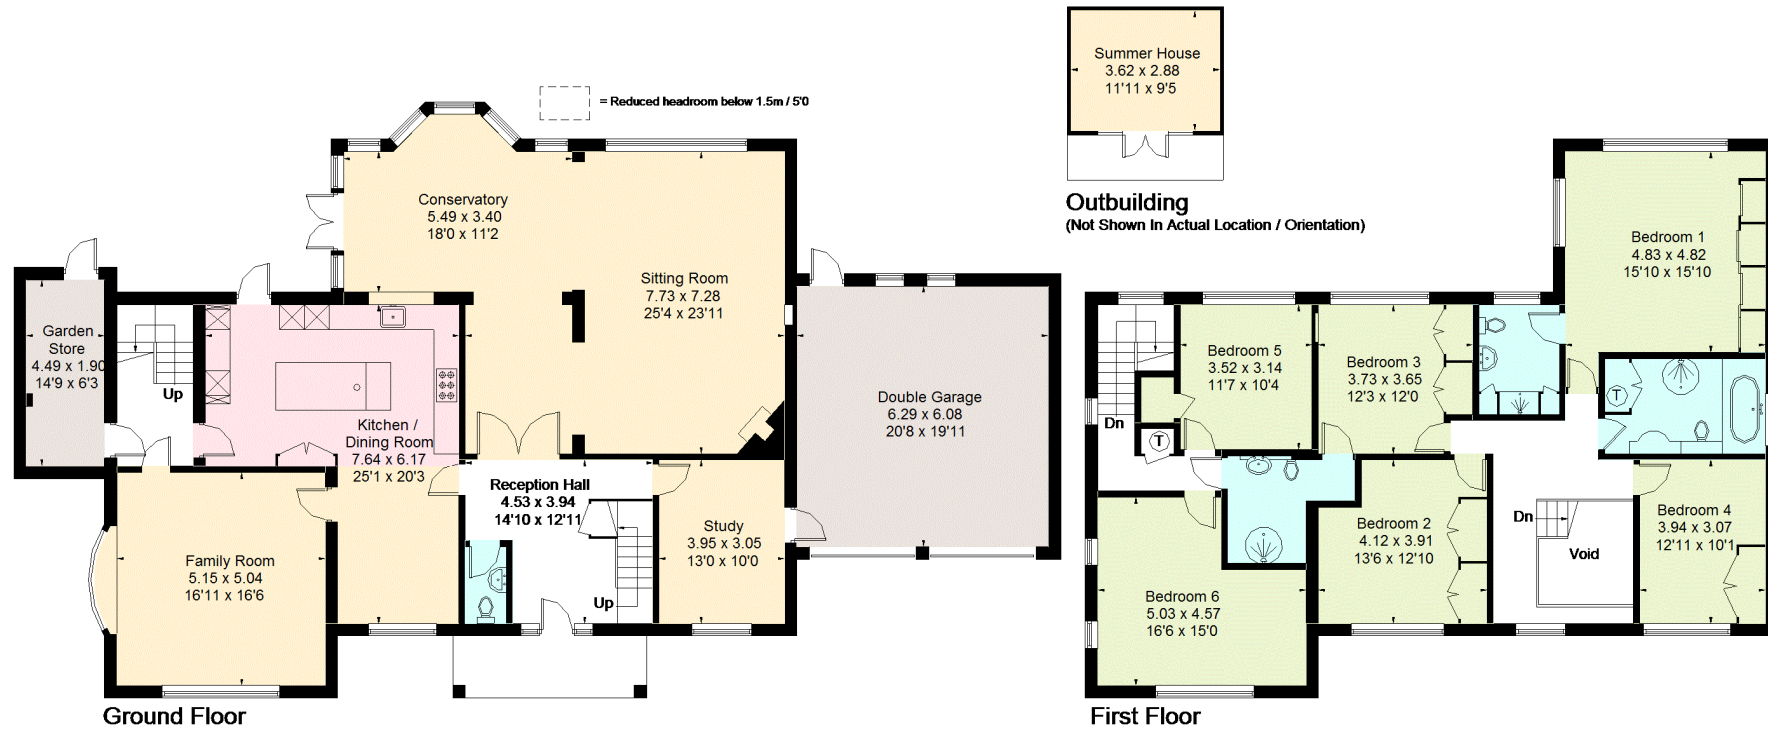 Summer House
3.62 x 2.88
11'11 x 9'5
= Reduced headroom below 1.5m / 5'0
Outbuilding
(Not Shown In Actual Location / Orientation)
Conservatory
5.49 x 3.40
18'0 x 11'2
Sitting Room
7.73 x 7.28
25'4 x 23'11
Garden
Store
4.49 x 1.90
14'9 x 6'3
Up
Kitchen /
Dining Room
7.64 x 6.17
25'1 x 20'3
Double Garage
6.29 x 6.08
20'8 x 19'11
Reception Hall
4.53 x 3.94
14'10 x 12'11
Study
3.95 x 3.05
13'0 x 10'0
Family Room
5.15 x 5.04
16'11 x 16'6
Up
Ground Floor
Bedroom 1
4.83 x 4.82
15'10 x 15'10
Bedroom 5
3.52 x 3.14
11'7 x 10'4
Bedroom 3
3.73 x 3.65
12'3 x 12'0
T
Dn
T
Bedroom 2
4.12 x 3.91
13'6 x 12'10
Dn
Void
Bedroom 4
3.94 x 3.07
12'11 x 10'1
Bedroom 6
5.03 x 4.57
16'6 x 15'0
First Floor